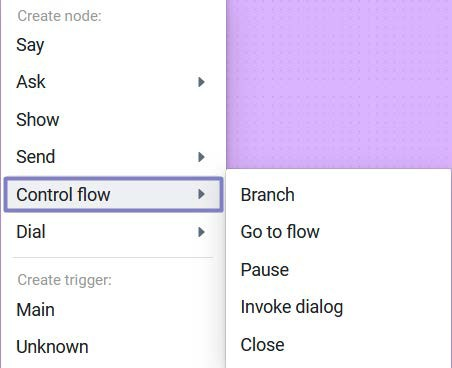 Create node:
Say
Ask
Show
Send
Control flow
Dial
Create trigger:
Main
Unknown
Branch
Go to flow
Pause
Invoke dialog
Close